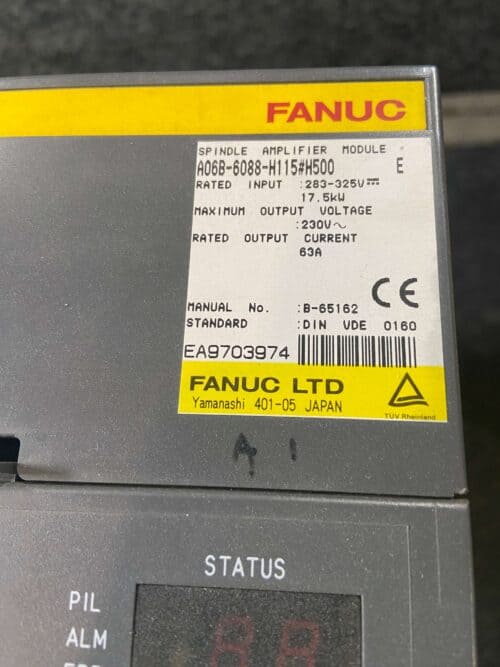 FANUC
SPINDLE AMPLIFIER MODULE
A06B-6088-H115#H500 E
RATED INPUT :283-325V⎓
17.5kW
MAXIMUM OUTPUT VOLTAGE
:230V~
RATED OUTPUT CURRENT
63A
CE
MANUAL No. :B-65162
STANDARD :DIN VDE 0160
EA9703974
FANUC LTD
Yamanashi 401-05 JAPAN
TÜV Rheinland
STATUS
PIL
ALM